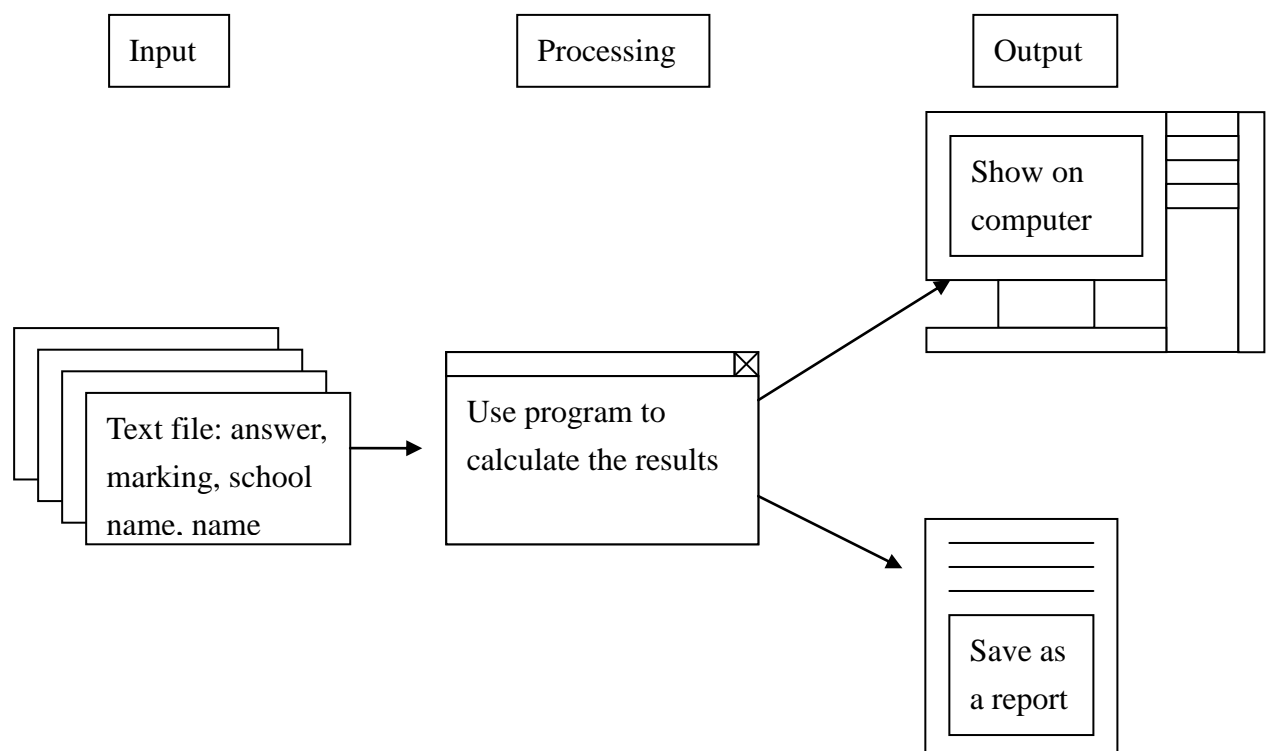 Input
Processing
Output
Show on
computer
Text file: answer,
marking, school
name, name
Use program to
calculate the results
Save as
a report